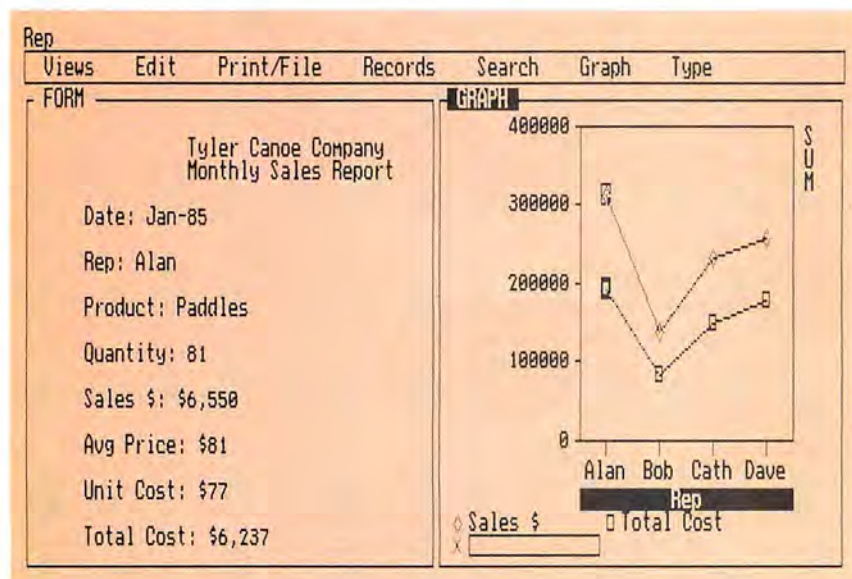 Rep
Views Edit Print/File Records Search Graph Type
FORM
Tyler Canoe Company
Monthly Sales Report
Date: Jan-85
Rep: Alan
Product: Paddles
Quantity: 81
Sales $: $6,550
Avg Price: $81
Unit Cost: $77
Total Cost: $6,237
GRAPH
400000
300000
200000
100000
0
SUM
Alan Bob Cath Dave
Rep
Sales $ Total Cost
X